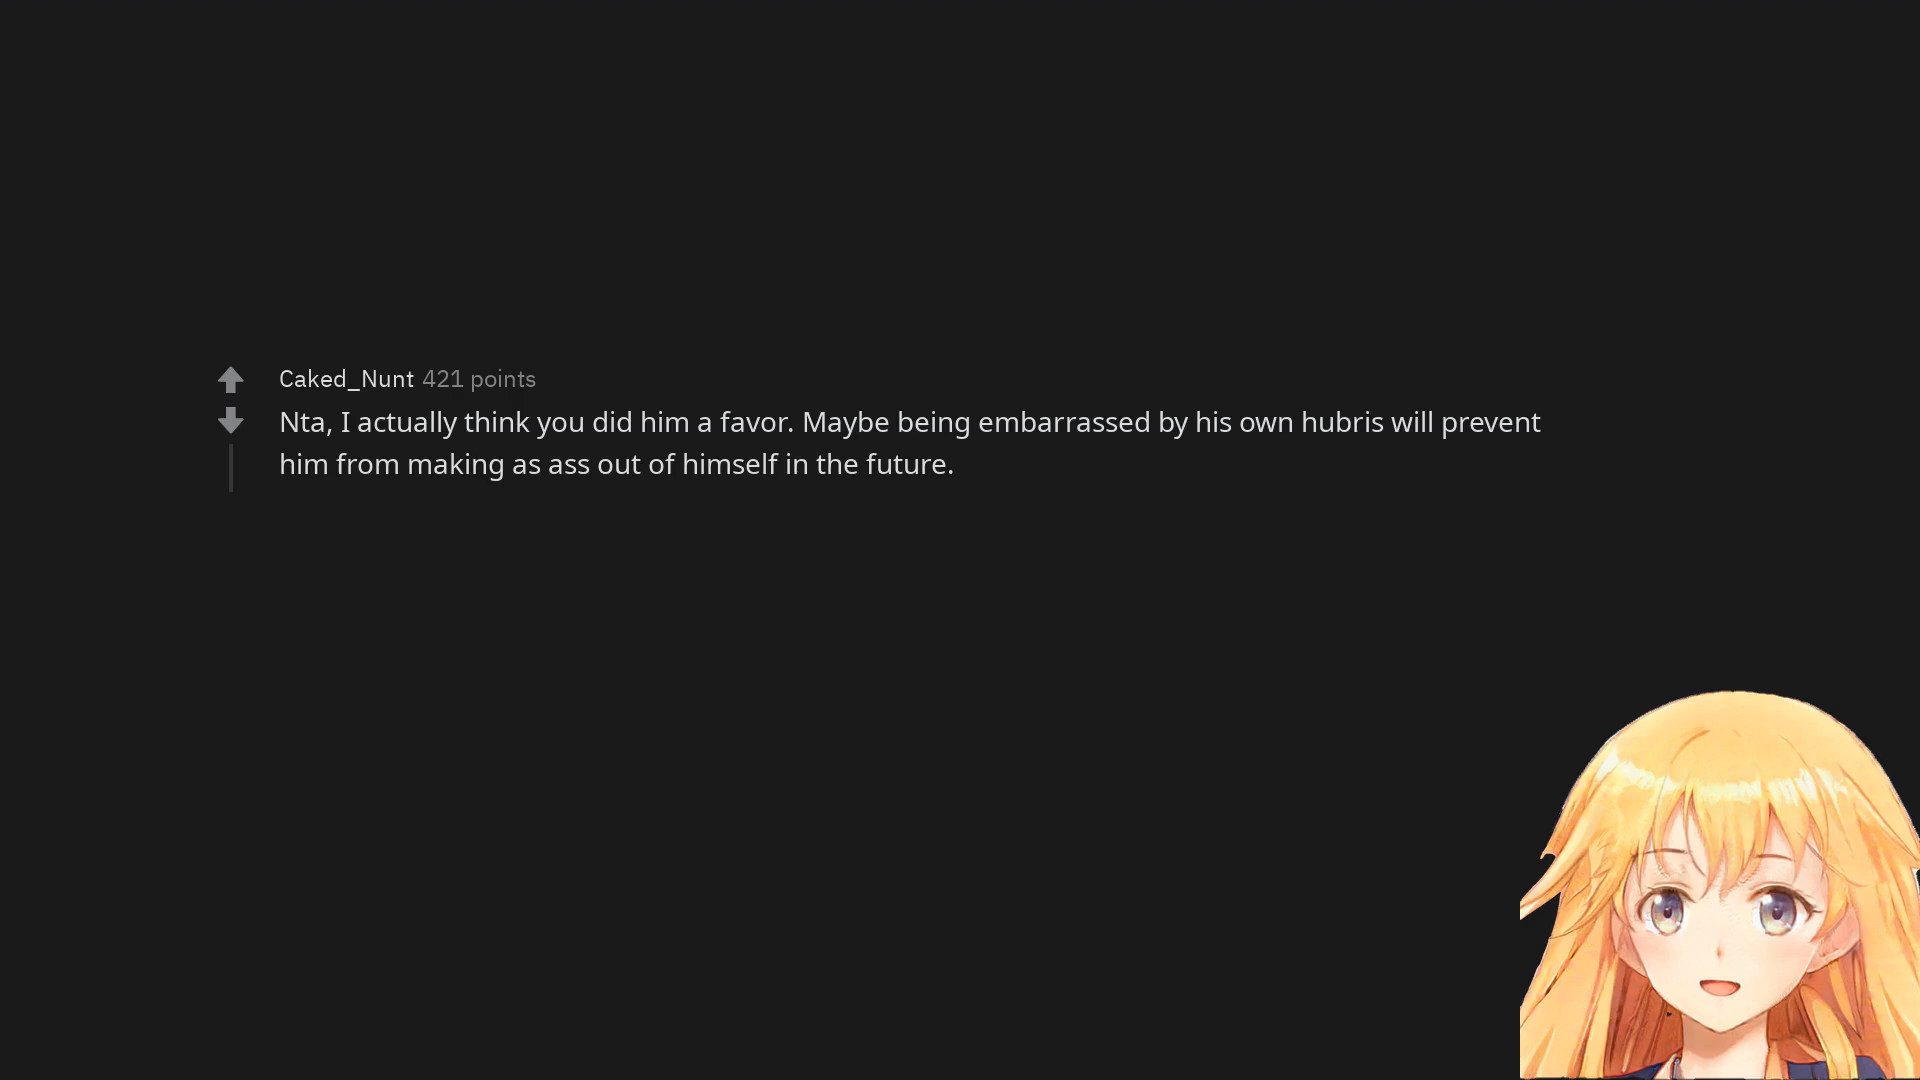 Caked_Nunt 421 points
Nta, I actually think you did him a favor. Maybe being embarrassed by his own hubris will prevent
him from making as ass out of himself in the future.